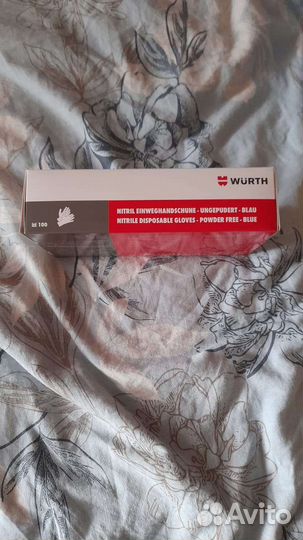 WÜRTH
NITRIL EINWEGHANDSCHUHE - UNGEPUDERT - BLAU
NITRILE DISPOSABLE GLOVES - POWDER FREE - BLUE
100
Avito